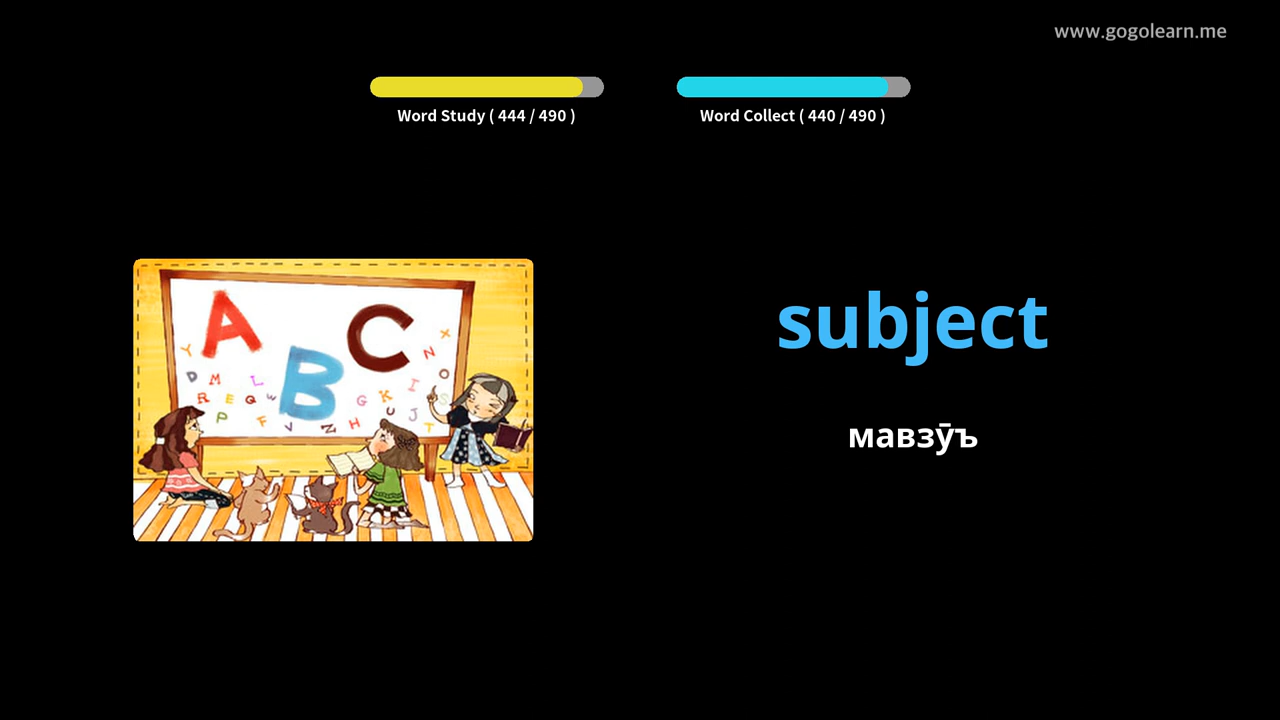 www.gogolearn.me
Word Study ( 444 / 490 )
Word Collect ( 440 / 490 )
A
B
C
X
Y
N
D
M
L
O
I
R
E
Q
W
G
K
S
P
F
V
Z
H
U
J
T
subject
мавзӯъ